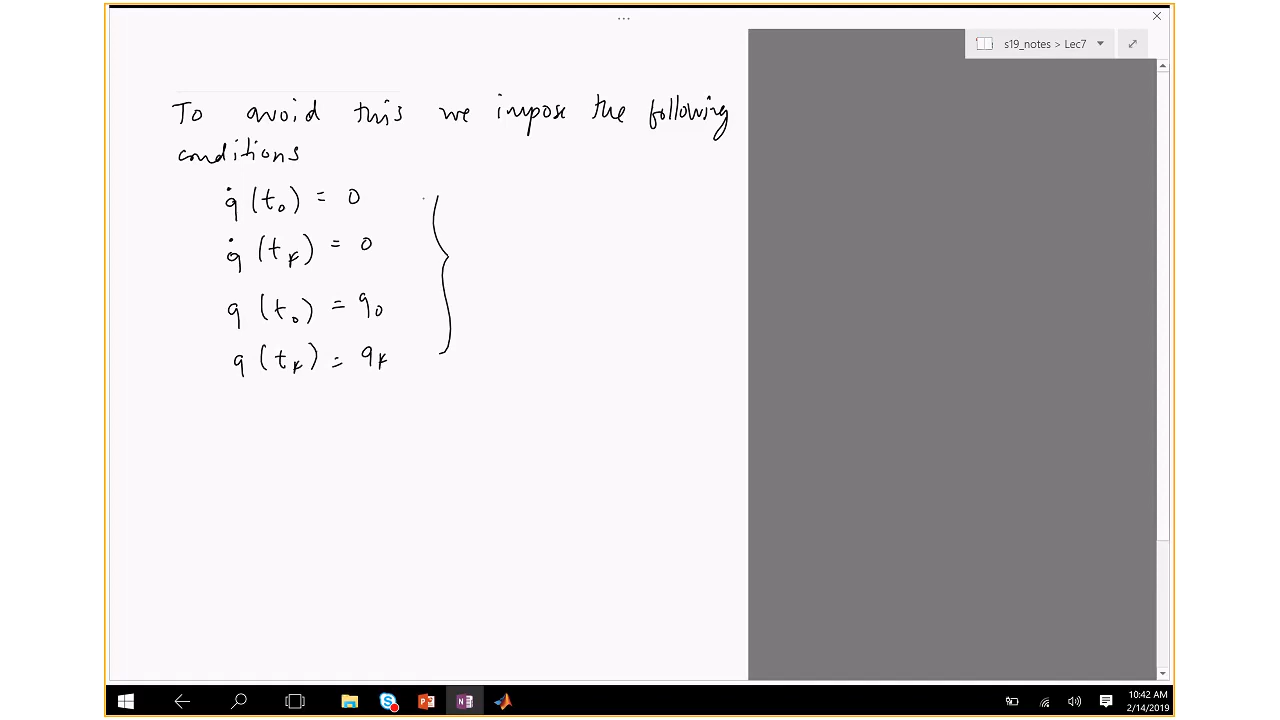 ...
s19_notes > Lec7
To avoid this we impose the following
conditions
q̇ (t₀) = 0
q̇ (t_f) = 0
q (t₀) = q₀
q (t_f) = q_f
10:42 AM
2/14/2019